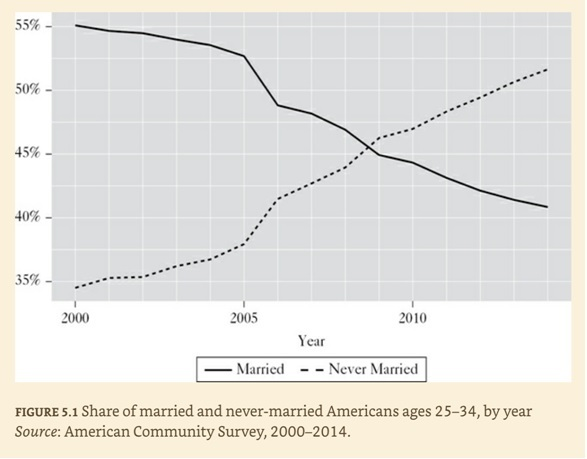 55%
50%
45%
40%
35%
2000 2005 2010
Year
Married Never Married
FIGURE 5.1 Share of married and never-married Americans ages 25–34, by year
Source: American Community Survey, 2000–2014.